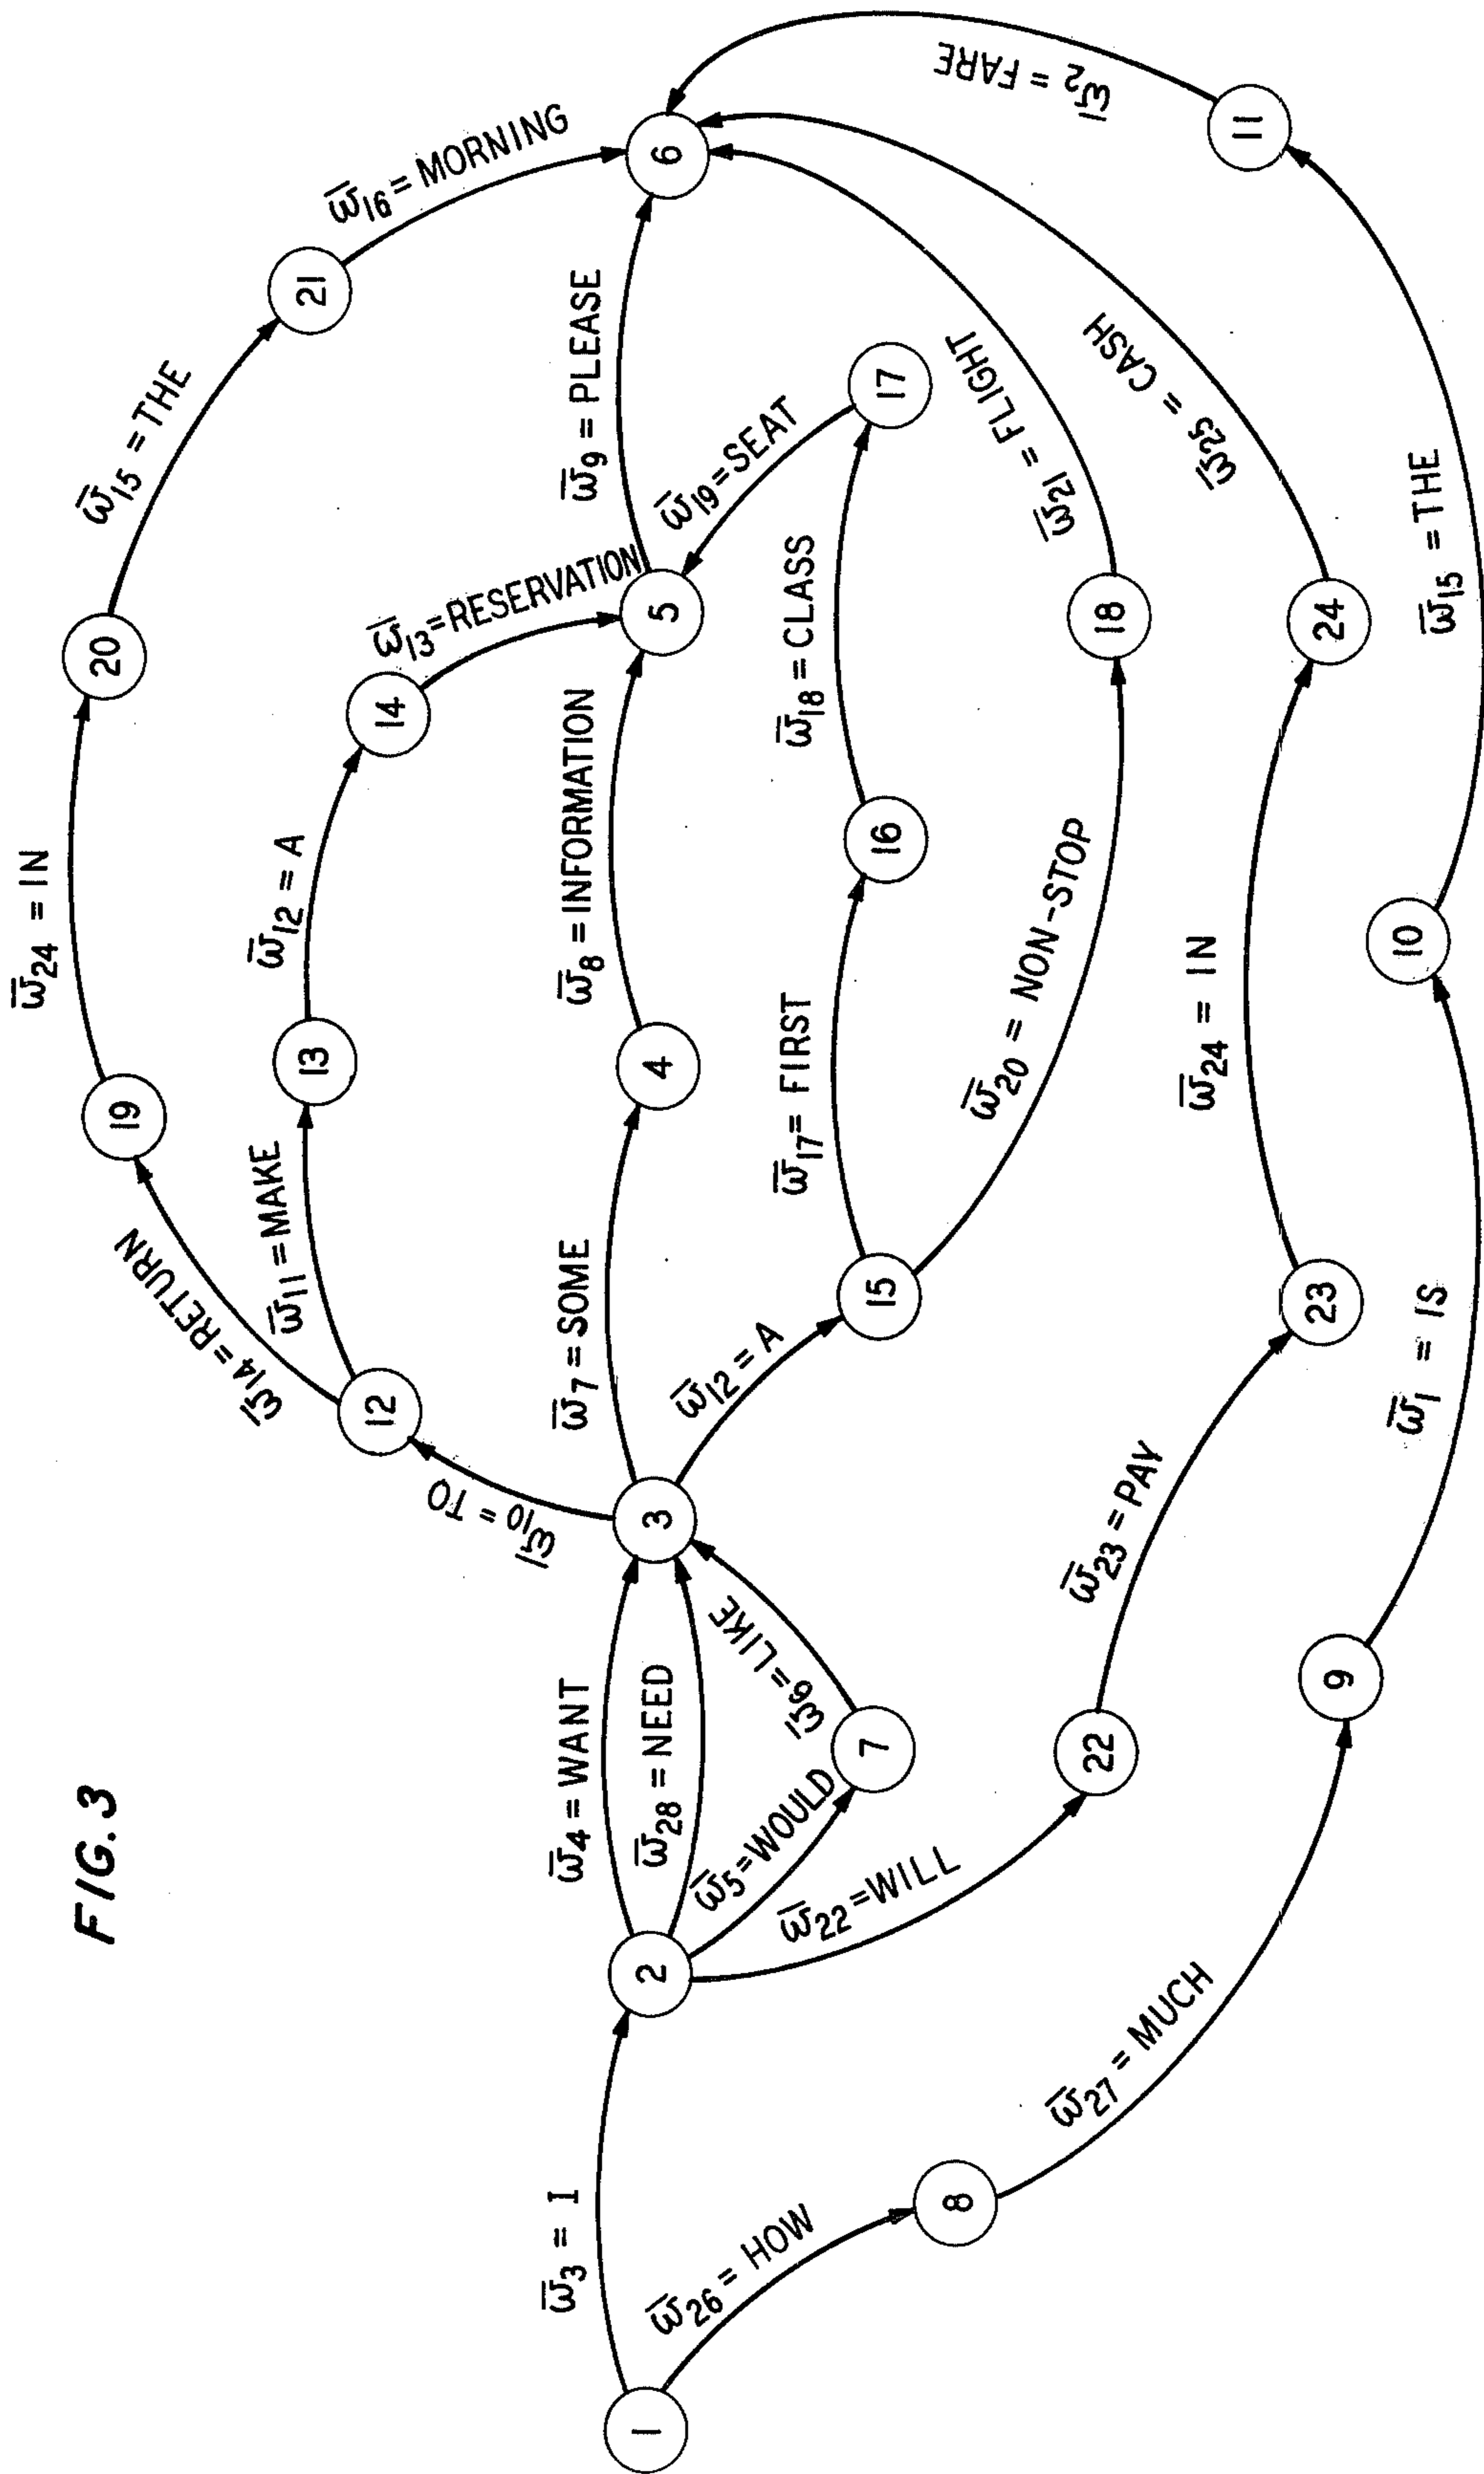 FIG. 3
ω̅24 = IN
ω̅15 = THE
ω̅16 = MORNING
20
21
19
ω̅14 = RETURN
ω̅11 = MAKE
ω̅12 = A
ω̅13 = RESERVATION
13
14
12
ω̅10 = TO
ω̅3 = I
ω̅4 = WANT
ω̅7 = SOME
ω̅8 = INFORMATION
ω̅9 = PLEASE
1
2
3
4
5
6
ω̅28 = NEED
ω̅5 = WOULD
ω̅6 = LIKE
ω̅12 = A
ω̅17 = FIRST
ω̅18 = CLASS
ω̅19 = SEAT
7
15
16
17
ω̅22 = WILL
ω̅20 = NON-STOP
ω̅21 = FLIGHT
18
22
ω̅23 = PAY
ω̅24 = IN
ω̅25 = CASH
23
24
ω̅26 = HOW
8
ω̅27 = MUCH
9
ω̅1 = IS
10
ω̅15 = THE
11
ω̅2 = FARE